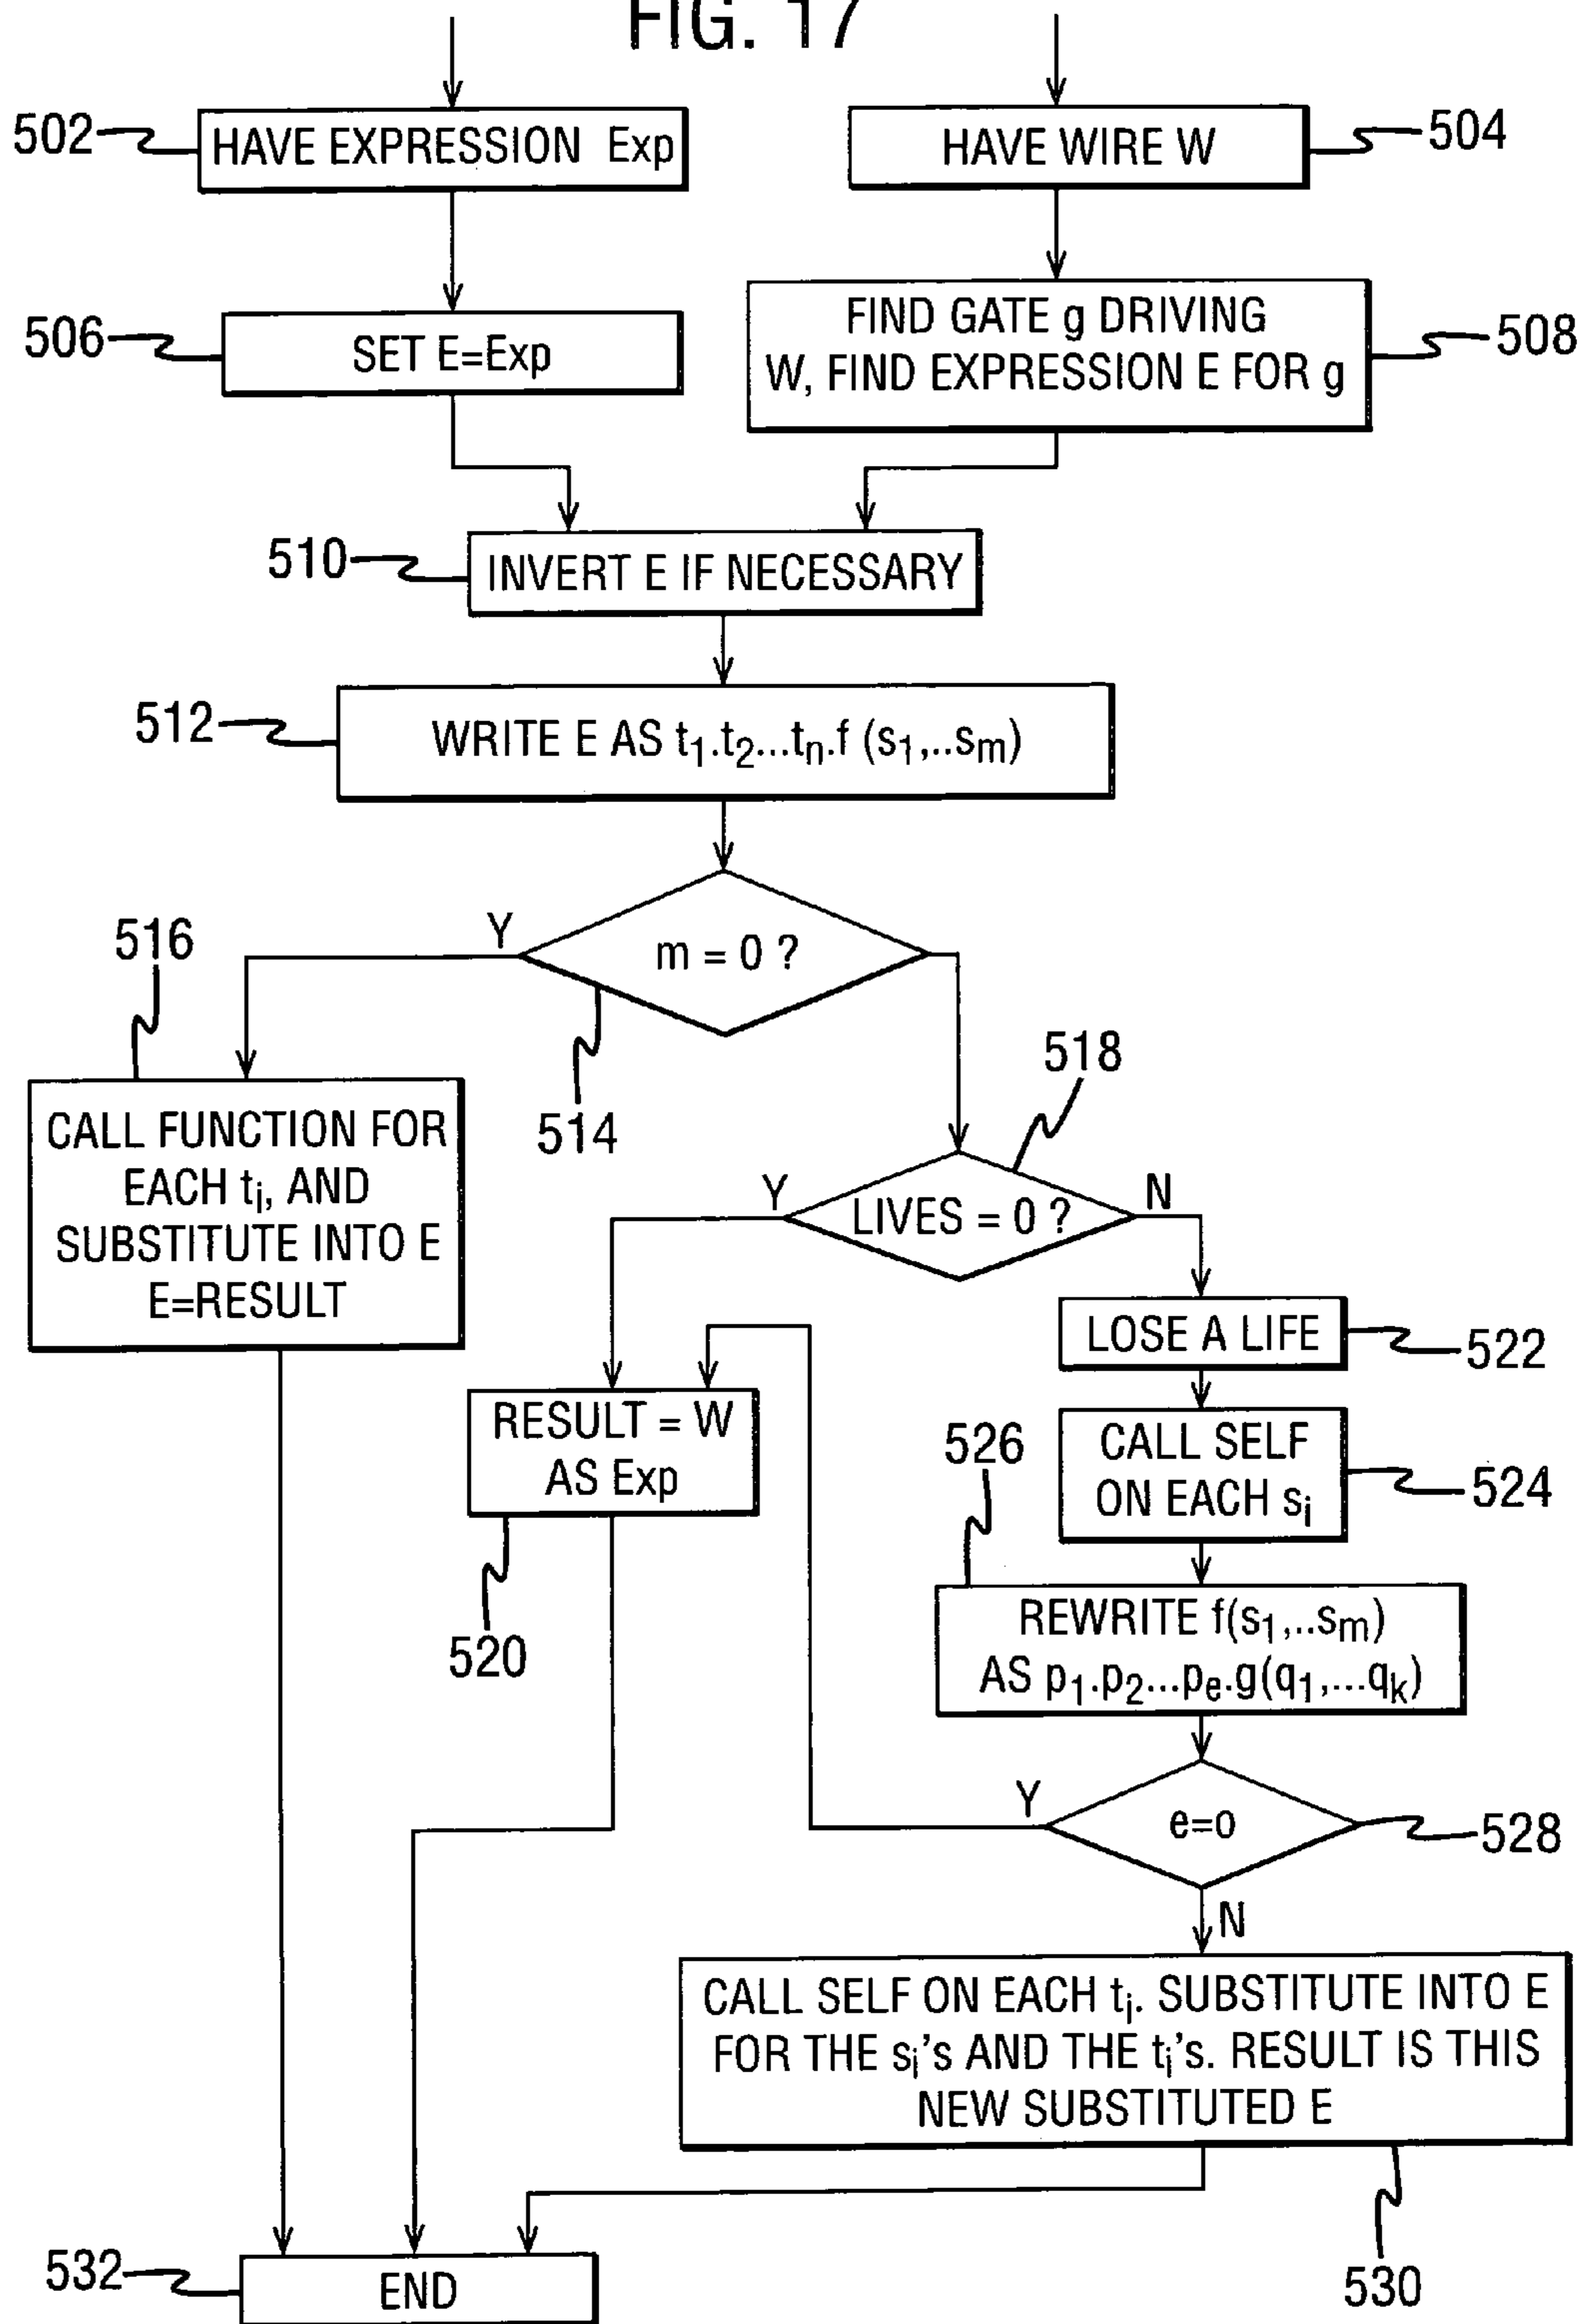 FIG. 17
502
HAVE EXPRESSION Exp
HAVE WIRE W
504
506
SET E=Exp
FIND GATE g DRIVING
W, FIND EXPRESSION E FOR g
508
510
INVERT E IF NECESSARY
512
WRITE E AS t₁.t₂...tₙ.f (s₁,..sₘ)
516
Y
m = 0 ?
514
518
CALL FUNCTION FOR
EACH tᵢ, AND
SUBSTITUTE INTO E
E=RESULT
Y
LIVES = 0 ?
N
LOSE A LIFE
522
RESULT = W
AS Exp
520
526
CALL SELF
ON EACH sᵢ
524
REWRITE f(s₁,..sₘ)
AS p₁.p₂...pₑ.g(q₁,...qₖ)
Y
e=o
528
N
CALL SELF ON EACH tᵢ. SUBSTITUTE INTO E
FOR THE sᵢ's AND THE tᵢ's. RESULT IS THIS
NEW SUBSTITUTED E
532
END
530